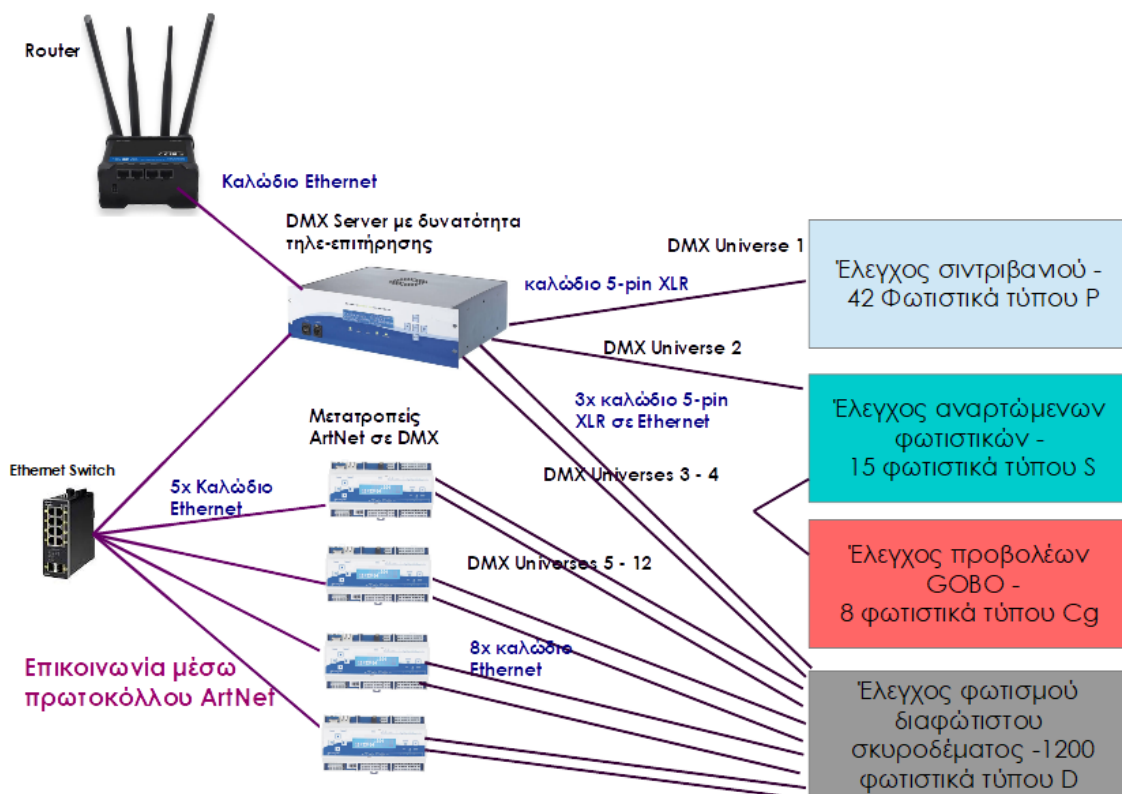 Router
Καλώδιο Ethernet
DMX Server με δυνατότητα
τηλε-επιτήρησης
DMX Universe 1
καλώδιο 5-pin XLR
Έλεγχος σιντριβανιού -
42 Φωτιστικά τύπου P
DMX Universe 2
3x καλώδιο 5-pin
XLR σε Ethernet
Έλεγχος αναρτώμενων
φωτιστικών -
15 φωτιστικά τύπου S
Μετατροπείς
ArtNet σε DMX
Ethernet Switch
5x Καλώδιο
Ethernet
DMX Universes 3 - 4
Έλεγχος προβολέων
GOBO -
8 φωτιστικά τύπου Cg
DMX Universes 5 - 12
8x καλώδιο
Ethernet
Επικοινωνία μέσω
πρωτοκόλλου ArtNet
Έλεγχος φωτισμού
διαφώτιστου
σκυροδέματος -1200
φωτιστικά τύπου D